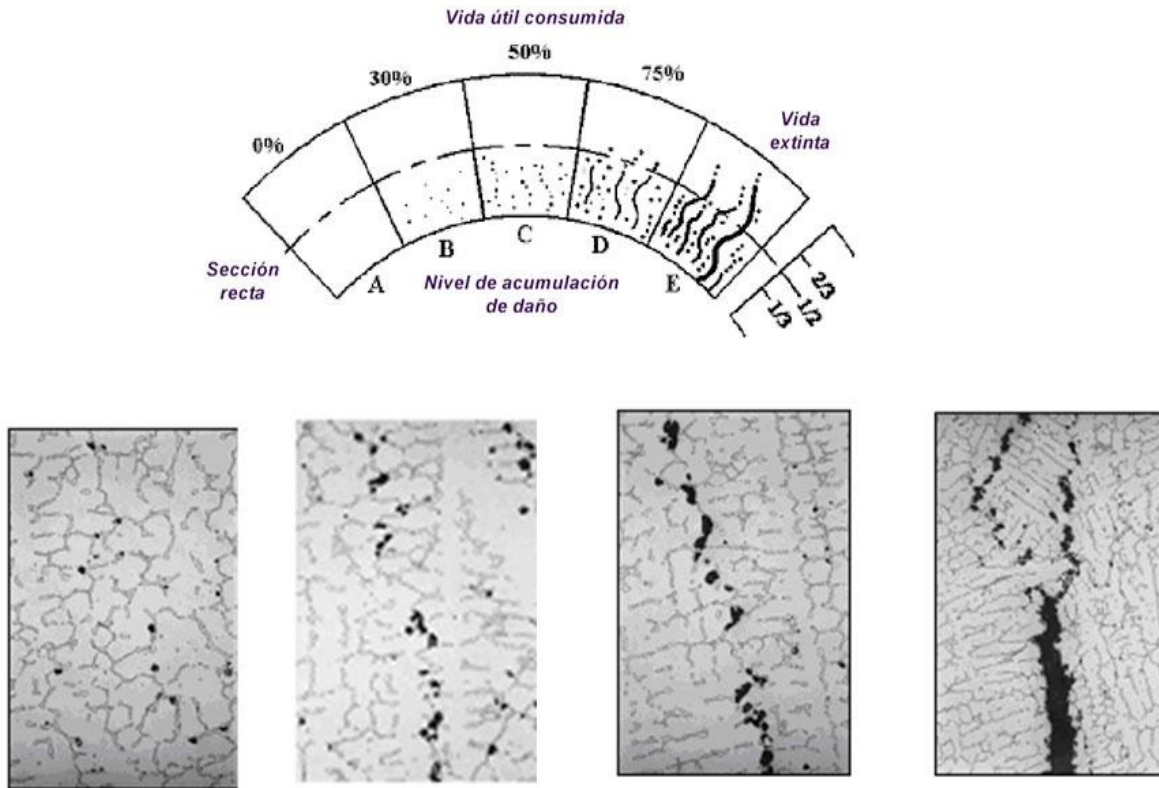 Vida útil consumida
50%
30%
75%
0%
Vida
extinta
Sección
recta
A
B
C
D
E
Nivel de acumulación
de daño
1/3
1/2
2/3